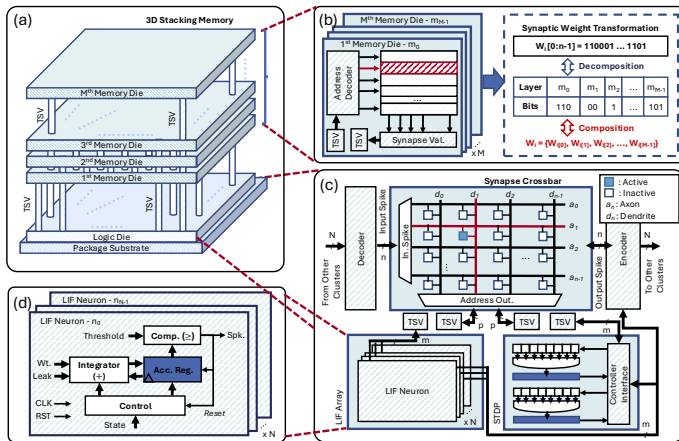 (a)
3D Stacking Memory
TSV
TSV
Mth Memory Die
3rd Memory Die
2nd Memory Die
1st Memory Die
TSV
TSV
Logic Die
Package Substrate
(b)
Mth Memory Die - mM-1
1st Memory Die - m0
Address
Decoder
...
TSV
TSV
Synapse Val.
x M
Synaptic Weight Transformation
Wi [0:n-1] = 110001 ... 1101
Decomposition
Layer m0 m1 m2 ... mM-1
Bits 110 00 1 ... 101
Composition
Wi = {Wi[0], Wi[1], Wi[2], ..., Wi[M-1]}
(c)
Synapse Crossbar
d0 d1 d2 dn-1
a0
a1
a2
an-1
: Active
: Inactive
an: Axon
dn: Dendrite
N
From Other
Clusters
Decoder
Input Spike
n
In. Spike
Address Out.
n
Output Spike
Encoder
N
To Other
Clusters
TSV
TSV
TSV
TSV
m
p
p
m
LIF Array
LIF Neuron
x N
STDP
Controller
Interface
(d)
LIF Neuron - nN-1
LIF Neuron - n0
Threshold
Comp. (≥)
Spk.
Wt.
Leak
Integrator
(+)
Acc. Reg.
CLK
RST
Control
Reset
State
x N